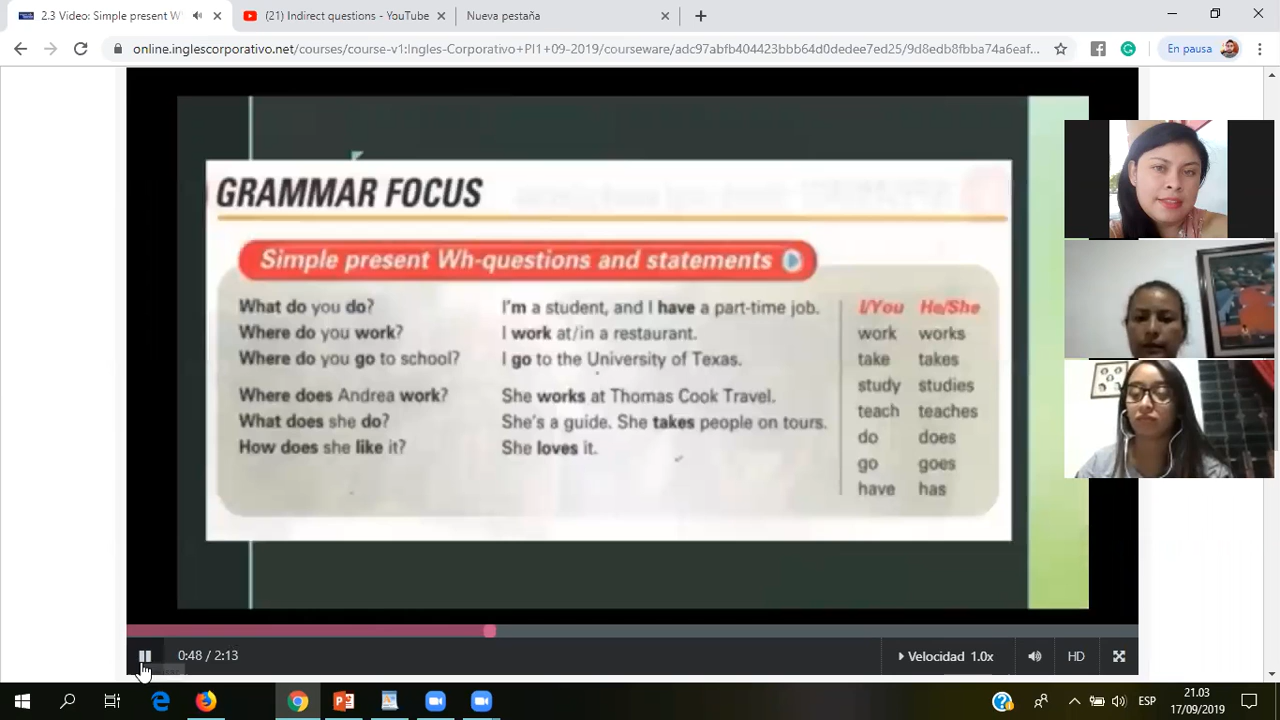 2.3 Video: Simple present W
(21) Indirect questions - YouTube
Nueva pestaña
online.inglescorporativo.net/courses/course-v1:Ingles-Corporativo+PI1+09-2019/courseware/adc97abfb404423bbb64d0dedee7ed25/9d8edb8fbba74a6eaf...
En pausa
GRAMMAR FOCUS
Simple present Wh-questions and statements
What do you do? I'm a student, and I have a part-time job. I/You He/She
Where do you work? I work at/in a restaurant. work works
Where do you go to school? I go to the University of Texas. take takes
study studies
Where does Andrea work? She works at Thomas Cook Travel.
teach teaches
What does she do? She's a guide. She takes people on tours.
do does
How does she like it? She loves it.
go goes
have has
0:48 / 2:13
Velocidad 1.0x
HD
ESP
21.03
17/09/2019